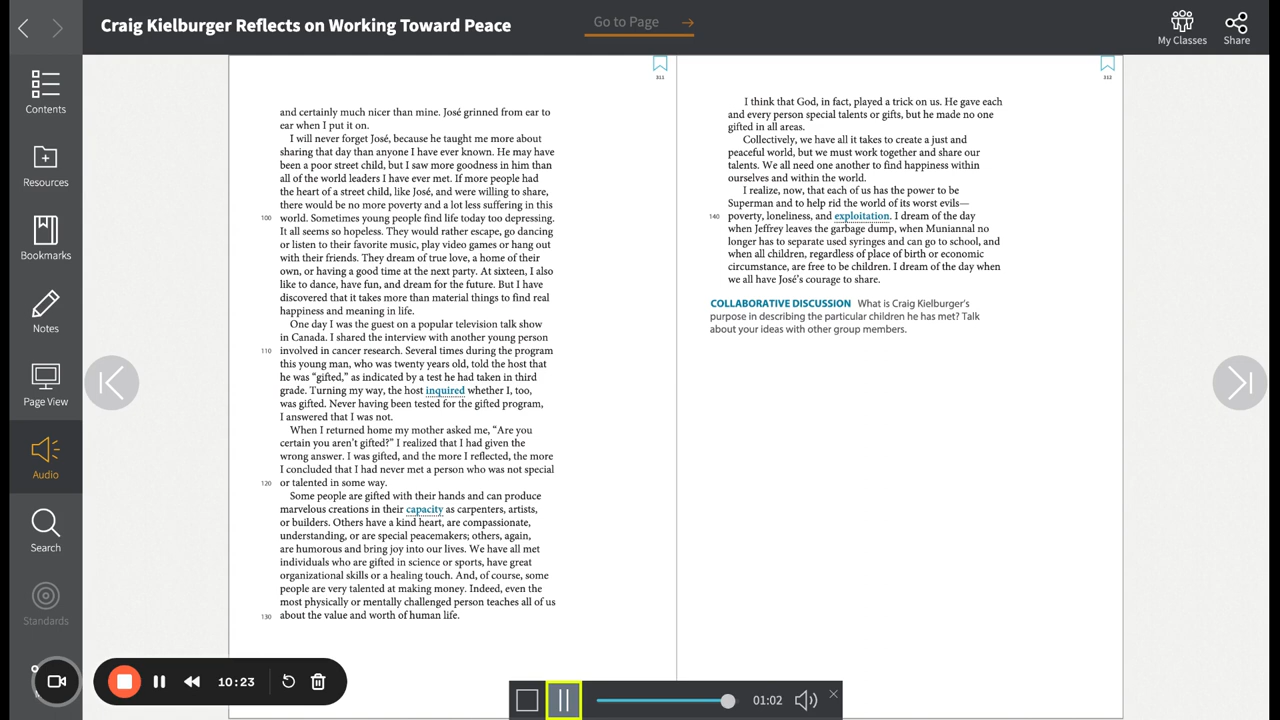 Craig Kielburger Reflects on Working Toward Peace
Go to Page
My Classes
Share
Contents
Resources
Bookmarks
Notes
Page View
Audio
Search
Standards
311
and certainly much nicer than mine. José grinned from ear to
ear when I put it on.
I will never forget José, because he taught me more about
sharing that day than anyone I have ever known. He may have
been a poor street child, but I saw more goodness in him than
all of the world leaders I have ever met. If more people had
the heart of a street child, like José, and were willing to share,
there would be no more poverty and a lot less suffering in this
100 world. Sometimes young people find life today too depressing.
It all seems so hopeless. They would rather escape, go dancing
or listen to their favorite music, play video games or hang out
with their friends. They dream of true love, a home of their
own, or having a good time at the next party. At sixteen, I also
like to dance, have fun, and dream for the future. But I have
discovered that it takes more than material things to find real
happiness and meaning in life.
One day I was the guest on a popular television talk show
in Canada. I shared the interview with another young person
110 involved in cancer research. Several times during the program
this young man, who was twenty years old, told the host that
he was “gifted,” as indicated by a test he had taken in third
grade. Turning my way, the host inquired whether I, too,
was gifted. Never having been tested for the gifted program,
I answered that I was not.
When I returned home my mother asked me, “Are you
certain you aren’t gifted?” I realized that I had given the
wrong answer. I was gifted, and the more I reflected, the more
I concluded that I had never met a person who was not special
120 or talented in some way.
Some people are gifted with their hands and can produce
marvelous creations in their capacity as carpenters, artists,
or builders. Others have a kind heart, are compassionate,
understanding, or are special peacemakers; others, again,
are humorous and bring joy into our lives. We have all met
individuals who are gifted in science or sports, have great
organizational skills or a healing touch. And, of course, some
people are very talented at making money. Indeed, even the
most physically or mentally challenged person teaches all of us
130 about the value and worth of human life.
312
I think that God, in fact, played a trick on us. He gave each
and every person special talents or gifts, but he made no one
gifted in all areas.
Collectively, we have all it takes to create a just and
peaceful world, but we must work together and share our
talents. We all need one another to find happiness within
ourselves and within the world.
I realize, now, that each of us has the power to be
Superman and to help rid the world of its worst evils—
140 poverty, loneliness, and exploitation. I dream of the day
when Jeffrey leaves the garbage dump, when Muniannal no
longer has to separate used syringes and can go to school, and
when all children, regardless of place of birth or economic
circumstance, are free to be children. I dream of the day when
we all have José’s courage to share.
COLLABORATIVE DISCUSSION What is Craig Kielburger’s
purpose in describing the particular children he has met? Talk
about your ideas with other group members.
10:23
01:02